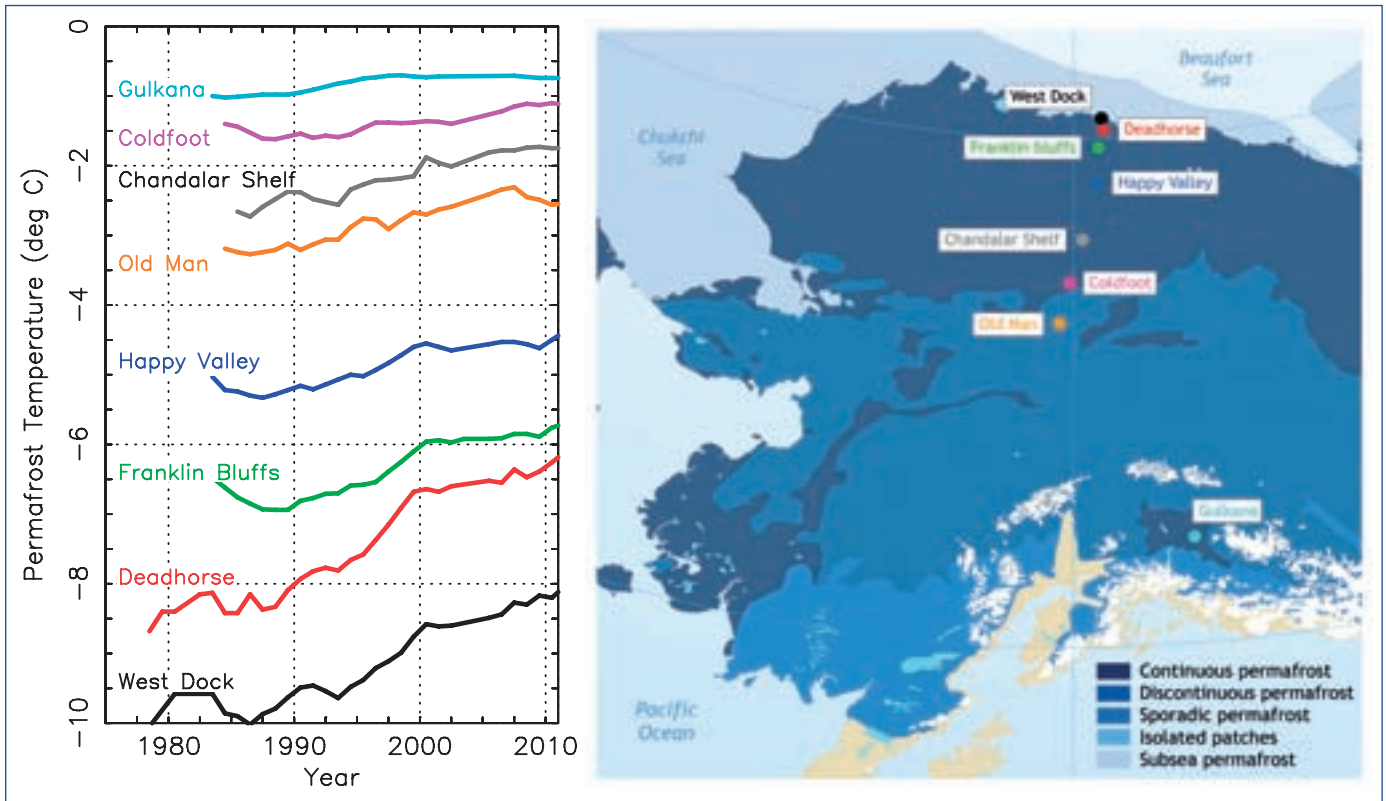 Permafrost Temperature (deg C)
0
−2
−4
−6
−8
−10
Gulkana
Coldfoot
Chandalar Shelf
Old Man
Happy Valley
Franklin Bluffs
Deadhorse
West Dock
1980
1990
2000
2010
Year
Beaufort
Sea
West Dock
Chukchi
Sea
Deadhorse
Franklin bluffs
Happy Valley
Chandalar Shelf
Coldfoot
Old Man
Gulkana
Pacific
Ocean
Continuous permafrost
Discontinuous permafrost
Sporadic permafrost
Isolated patches
Subsea permafrost